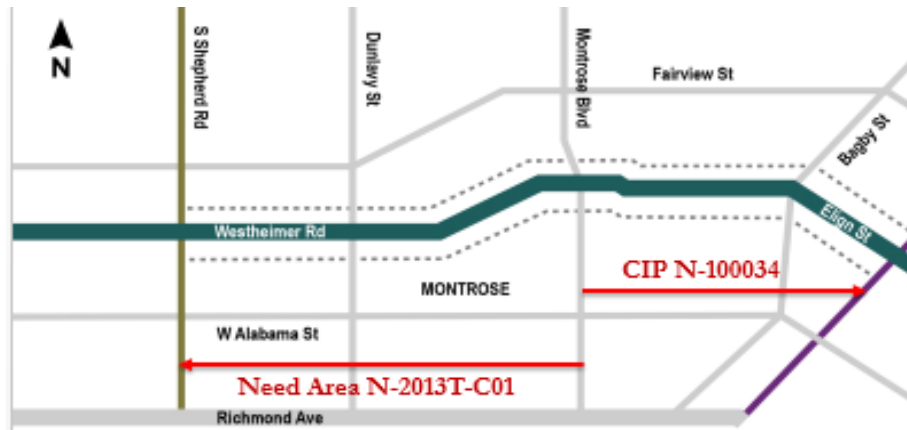 N
S Shepherd Rd
Dunlavy St
Montrose Blvd
Fairview St
Bagby St
Westheimer Rd
Elign St
CIP N-100034
MONTROSE
W Alabama St
Need Area N-2013T-C01
Richmond Ave